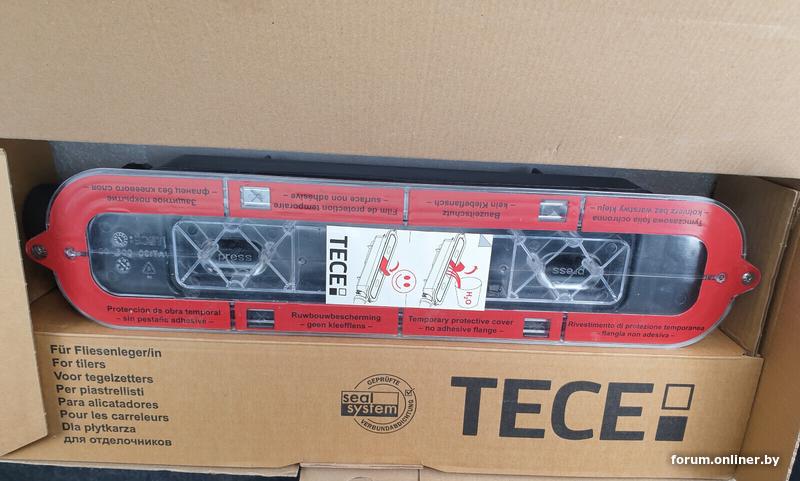 Защитное покрытие
– фланец без клеевого слоя –
Film de protection temporaire
– surface non adhésive –
Bauzeitschutz
– kein Klebeflansch –
Tymczasowa folia ochronna
– kołnierz bez warstwy kleju –
press
TECE
H₂O
press
Protección de obra temporal
– sin pestaña adhesive –
Ruwbouwbescherming
– geen kleefflens –
Temporary protective cover
– no adhesive flange –
Rivestimento di protezione temporanea
– flangia non adesiva –
Für Fliesenleger/in
For tilers
Voor tegelzetters
Per piastrellisti
Para alicatadores
Pour les carreleurs
Dla płytkarza
для отделочников
GEPRÜFTE
seal
system
VERBUNDABDICHTUNG
TECE
forum.onliner.by